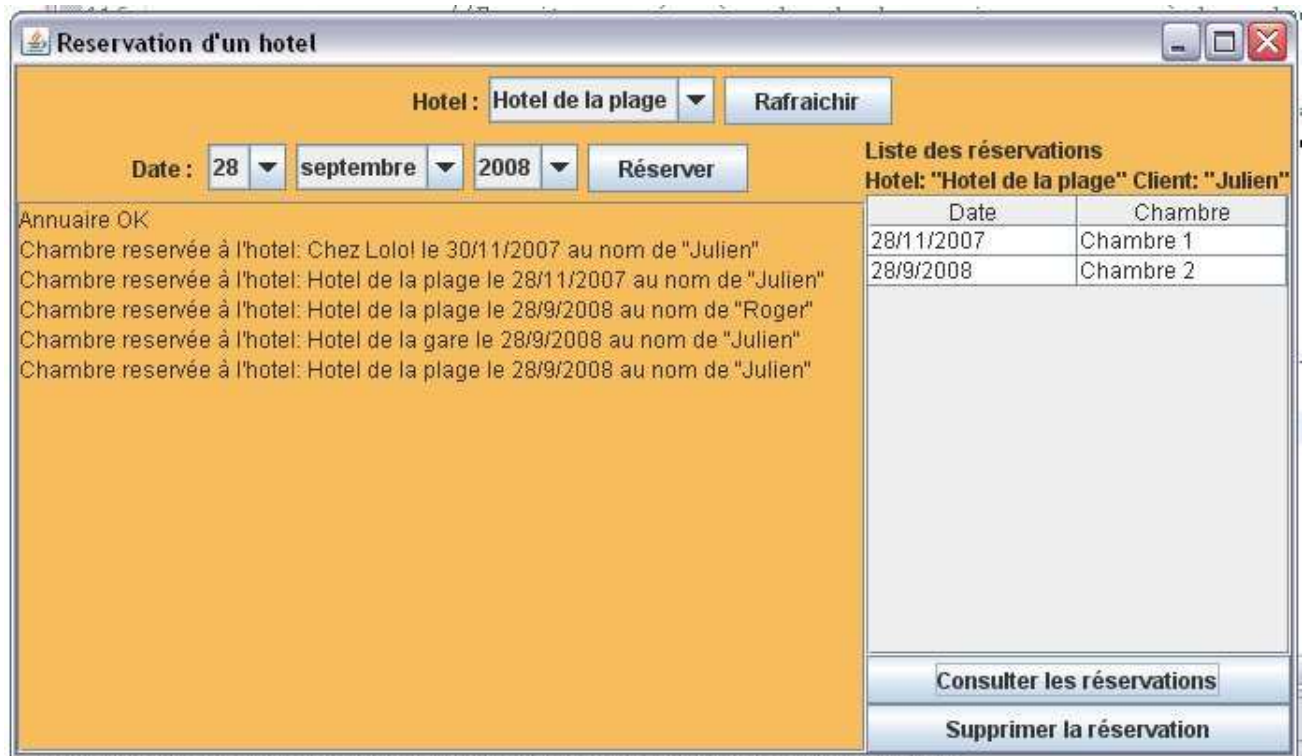 Reservation d'un hotel
Hotel : Hotel de la plage Rafraichir
Date : 28 septembre 2008 Réserver
Annuaire OK
Chambre reservée à l'hotel: Chez Lolo! le 30/11/2007 au nom de "Julien"
Chambre reservée à l'hotel: Hotel de la plage le 28/11/2007 au nom de "Julien"
Chambre reservée à l'hotel: Hotel de la plage le 28/9/2008 au nom de "Roger"
Chambre reservée à l'hotel: Hotel de la gare le 28/9/2008 au nom de "Julien"
Chambre reservée à l'hotel: Hotel de la plage le 28/9/2008 au nom de "Julien"
Liste des réservations
Hotel: "Hotel de la plage" Client: "Julien"
Date Chambre
28/11/2007 Chambre 1
28/9/2008 Chambre 2
Consulter les réservations
Supprimer la réservation